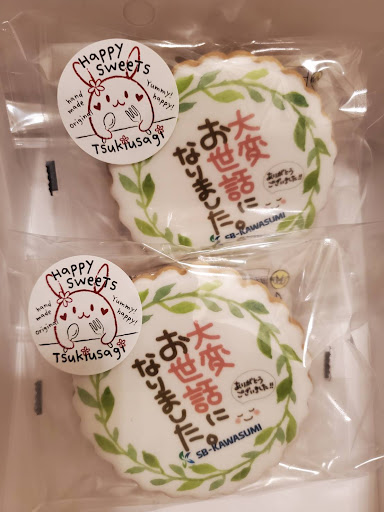 Happy
Sweets
hand
made
original
Yummy!
happy!
Tsukiusagi
大変
お世話に
なりました。
ありがとう
ございました!!
SB-KAWASUMI
Happy
Sweets
hand
made
original
Yummy!
happy!
Tsukiusagi
大変
お世話に
なりました。
ありがとう
ございました!!
SB-KAWASUMI